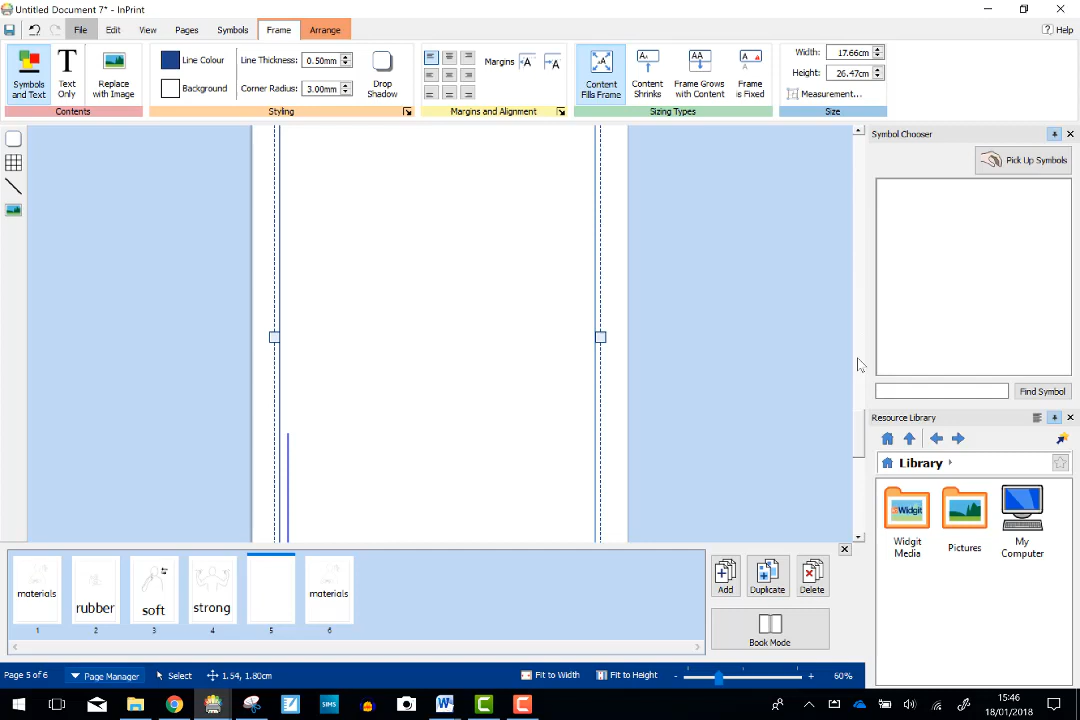 Untitled Document 7* - InPrint
File Edit View Pages Symbols Frame Arrange Help
Symbols and Text
Text Only
Replace with Image
Contents
Line Colour
Background
Line Thickness: 0.50mm
Corner Radius: 3.00mm
Drop Shadow
Styling
Margins
Margins and Alignment
Content Fills Frame
Content Shrinks
Frame Grows with Content
Frame is Fixed
Sizing Types
Width: 17.66cm
Height: 26.47cm
Measurement...
Size
Symbol Chooser
Pick Up Symbols
Find Symbol
Resource Library
Library
Widgit
Widgit Media
Pictures
My Computer
materials
rubber
soft
strong
materials
1 2 3 4 5 6
Add
Duplicate
Delete
Book Mode
Page 5 of 6
Page Manager
Select
1.54, 1.80cm
Fit to Width
Fit to Height
- +
60%
SIMS
15:46
18/01/2018